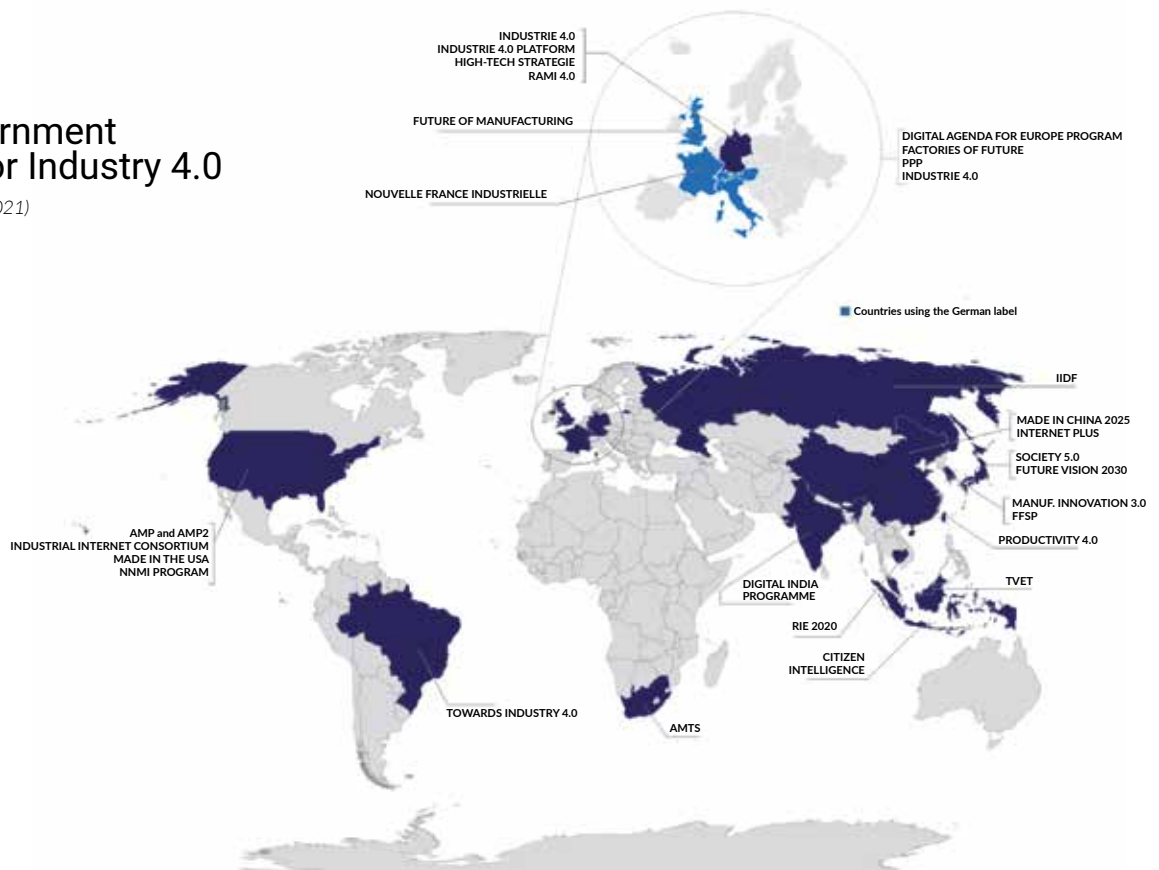 rnment
or Industry 4.0
021)
INDUSTRIE 4.0
INDUSTRIE 4.0 PLATFORM
HIGH-TECH STRATEGIE
RAMI 4.0
FUTURE OF MANUFACTURING
NOUVELLE FRANCE INDUSTRIELLE
DIGITAL AGENDA FOR EUROPE PROGRAM
FACTORIES OF FUTURE
PPP
INDUSTRIE 4.0
Countries using the German label
IIDF
MADE IN CHINA 2025
INTERNET PLUS
SOCIETY 5.0
FUTURE VISION 2030
MANUF. INNOVATION 3.0
FFSP
PRODUCTIVITY 4.0
TVET
AMP and AMP2
INDUSTRIAL INTERNET CONSORTIUM
MADE IN THE USA
NNMI PROGRAM
DIGITAL INDIA
PROGRAMME
RIE 2020
CITIZEN
INTELLIGENCE
TOWARDS INDUSTRY 4.0
AMTS